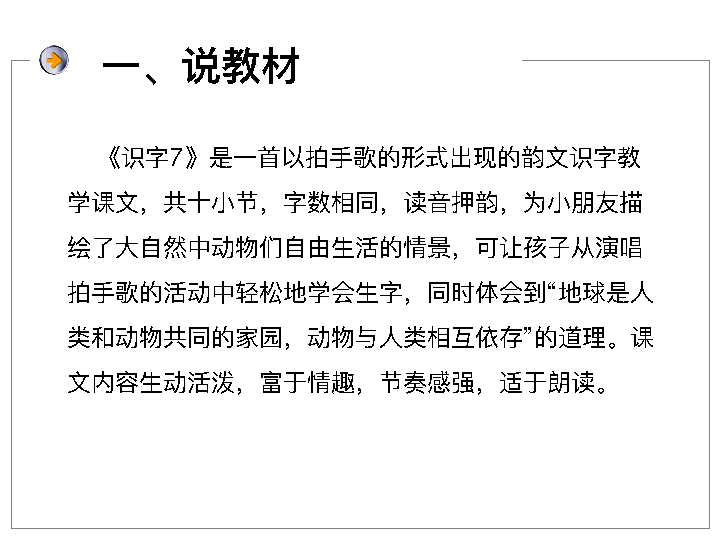 一、说教材
《识字7》是一首以拍手歌的形式出现的韵文识字教
学课文，共十小节，字数相同，读音押韵，为小朋友描
绘了大自然中动物们自由生活的情景，可让孩子从演唱
拍手歌的活动中轻松地学会生字，同时体会到“地球是人
类和动物共同的家园，动物与人类相互依存”的道理。课
文内容生动活泼，富于情趣，节奏感强，适于朗读。